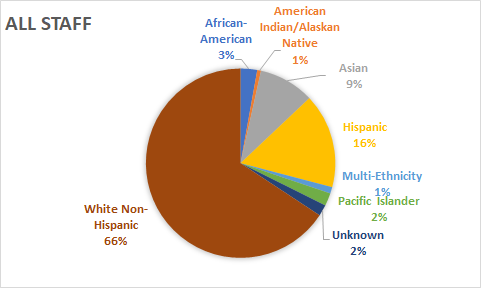 ALL STAFF
African-
American
3%
American
Indian/Alaskan
Native
1%
Asian
9%
Hispanic
16%
Multi-Ethnicity
1%
Pacific Islander
2%
Unknown
2%
White Non-
Hispanic
66%